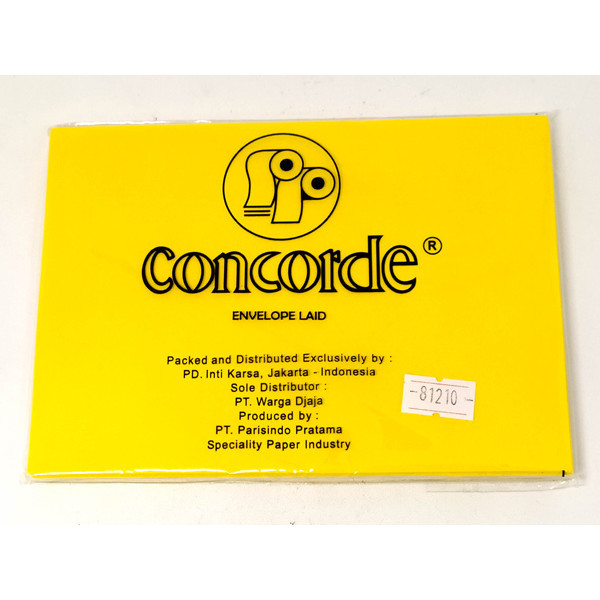 concorde®
ENVELOPE LAID
Packed and Distributed Exclusively by :
PD. Inti Karsa, Jakarta - Indonesia
Sole Distributor :
PT. Warga Djaja
Produced by :
PT. Parisindo Pratama
Speciality Paper Industry
-81210-